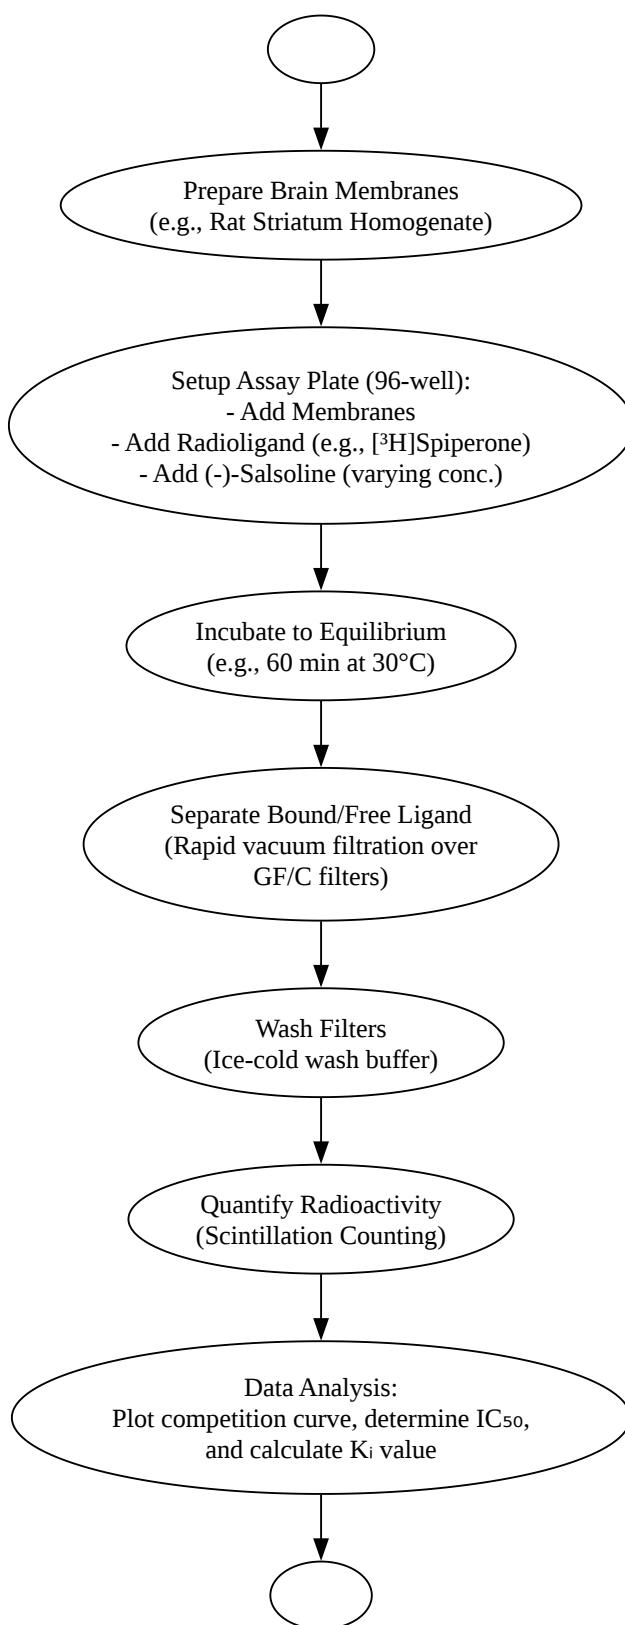 Prepare Brain Membranes
(e.g., Rat Striatum Homogenate)
Setup Assay Plate (96-well):
- Add Membranes
- Add Radioligand (e.g., [³H]Spiperone)
- Add (-)-Salsoline (varying conc.)
Incubate to Equilibrium
(e.g., 60 min at 30°C)
Separate Bound/Free Ligand
(Rapid vacuum filtration over
GF/C filters)
Wash Filters
(Ice-cold wash buffer)
Quantify Radioactivity
(Scintillation Counting)
Data Analysis:
Plot competition curve, determine IC₅₀,
and calculate Kᵢ value